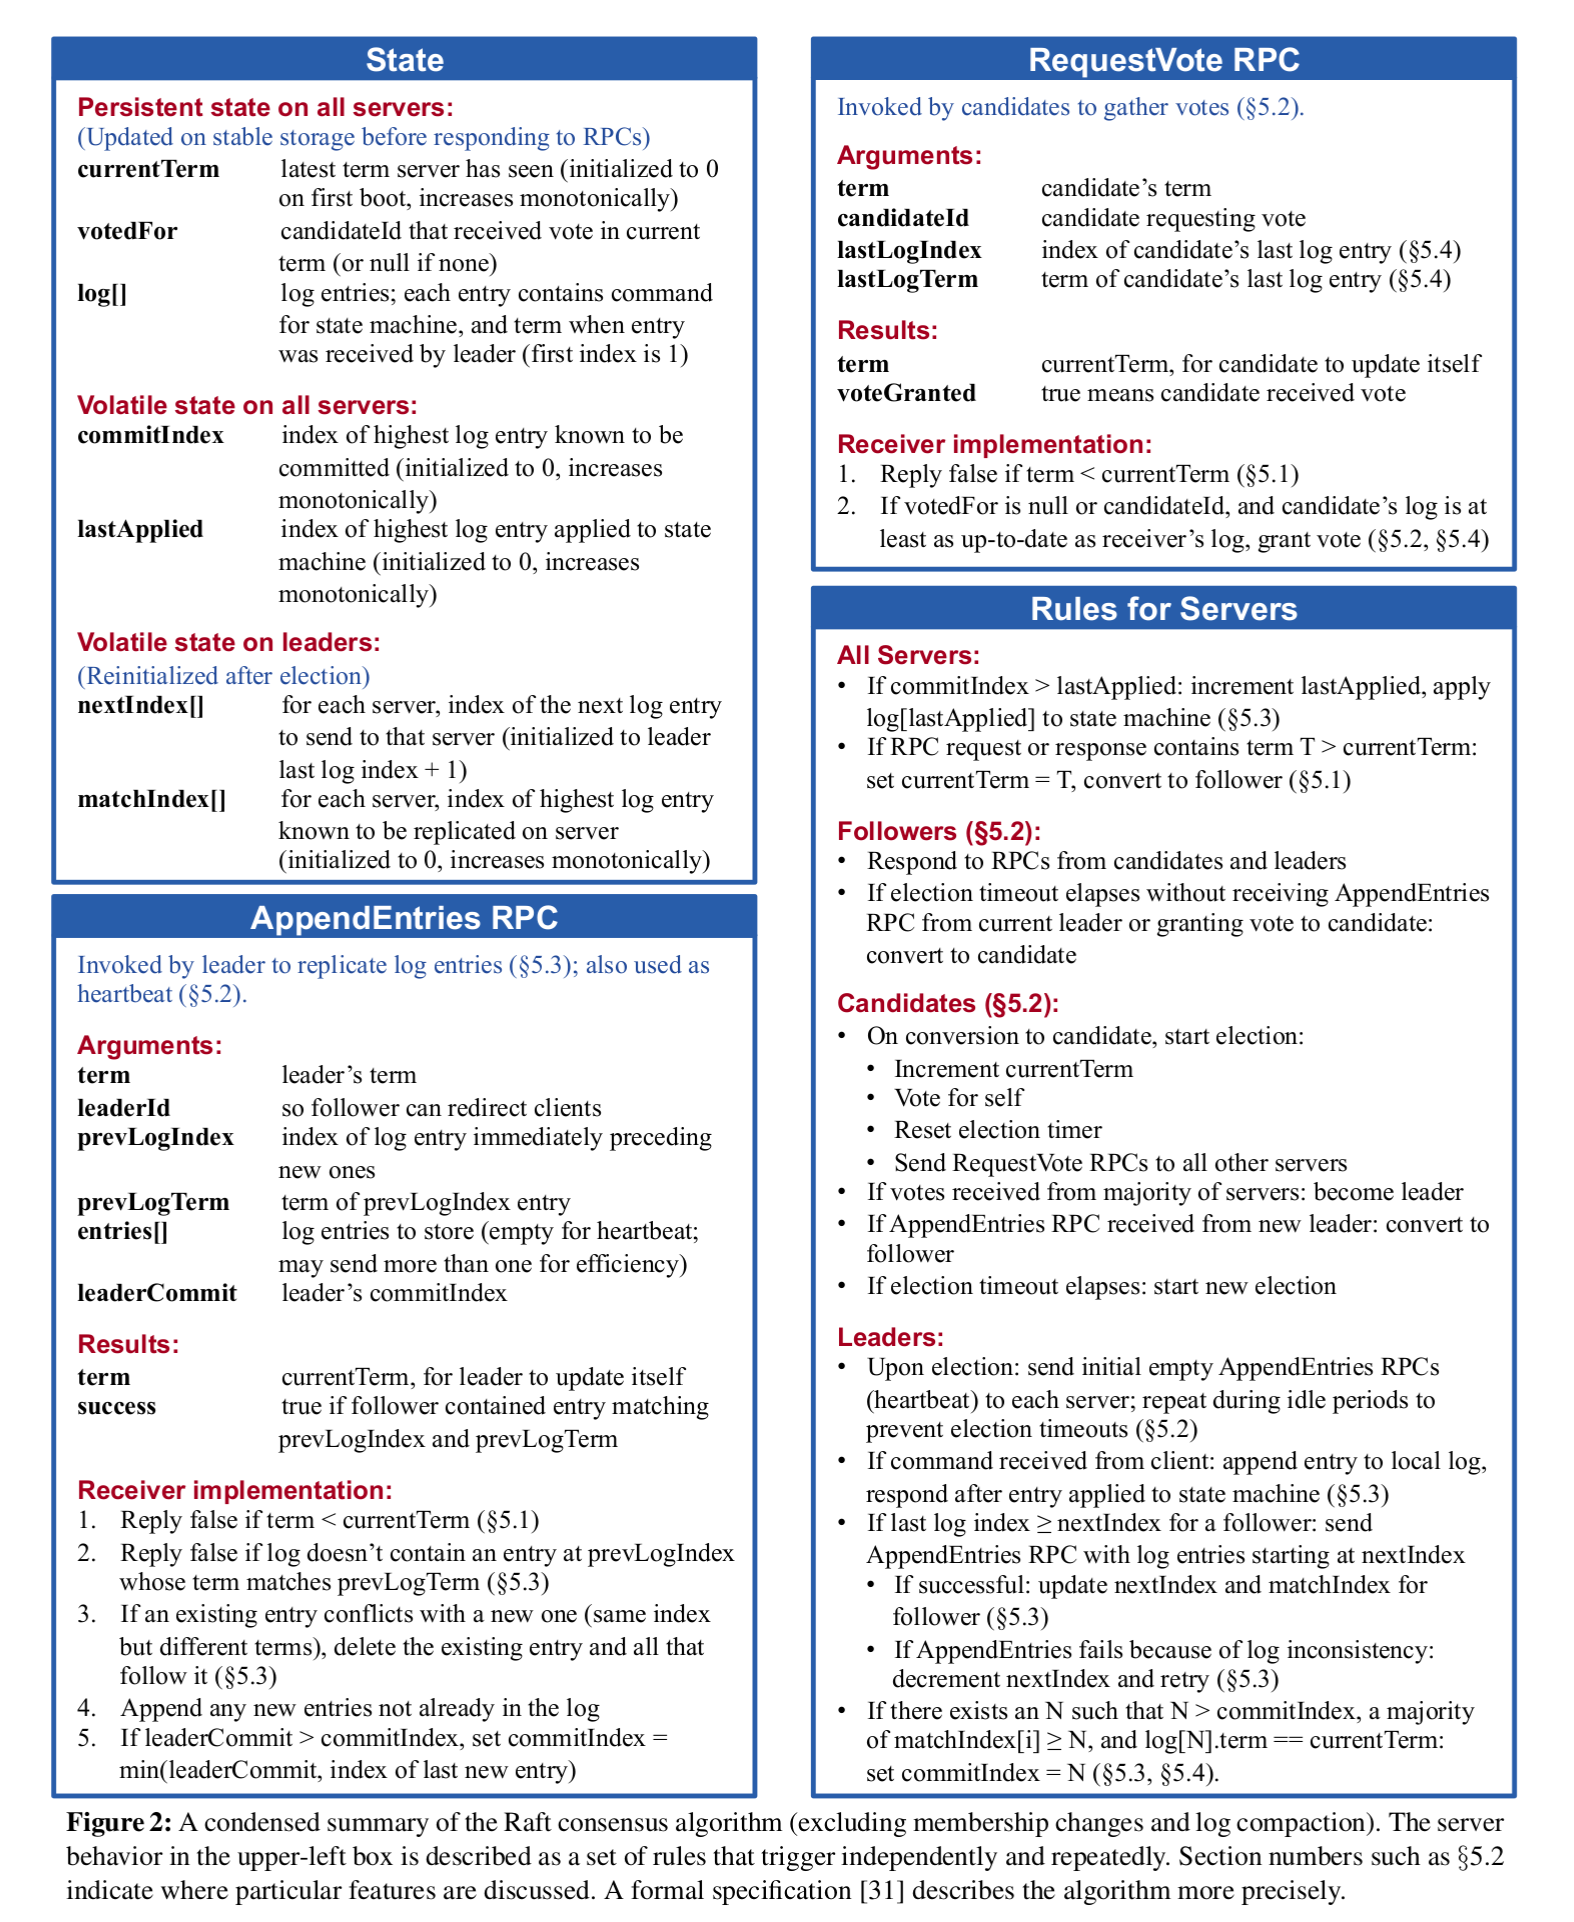 State
Persistent state on all servers:
(Updated on stable storage before responding to RPCs)
currentTerm latest term server has seen (initialized to 0
on first boot, increases monotonically)
votedFor candidateId that received vote in current
term (or null if none)
log[] log entries; each entry contains command
for state machine, and term when entry
was received by leader (first index is 1)
Volatile state on all servers:
commitIndex index of highest log entry known to be
committed (initialized to 0, increases
monotonically)
lastApplied index of highest log entry applied to state
machine (initialized to 0, increases
monotonically)
Volatile state on leaders:
(Reinitialized after election)
nextIndex[] for each server, index of the next log entry
to send to that server (initialized to leader
last log index + 1)
matchIndex[] for each server, index of highest log entry
known to be replicated on server
(initialized to 0, increases monotonically)
AppendEntries RPC
Invoked by leader to replicate log entries (§5.3); also used as
heartbeat (§5.2).
Arguments:
term leader’s term
leaderId so follower can redirect clients
prevLogIndex index of log entry immediately preceding
new ones
prevLogTerm term of prevLogIndex entry
entries[] log entries to store (empty for heartbeat;
may send more than one for efficiency)
leaderCommit leader’s commitIndex
Results:
term currentTerm, for leader to update itself
success true if follower contained entry matching
prevLogIndex and prevLogTerm
Receiver implementation:
1. Reply false if term < currentTerm (§5.1)
2. Reply false if log doesn’t contain an entry at prevLogIndex
whose term matches prevLogTerm (§5.3)
3. If an existing entry conflicts with a new one (same index
but different terms), delete the existing entry and all that
follow it (§5.3)
4. Append any new entries not already in the log
5. If leaderCommit > commitIndex, set commitIndex =
min(leaderCommit, index of last new entry)
RequestVote RPC
Invoked by candidates to gather votes (§5.2).
Arguments:
term candidate’s term
candidateId candidate requesting vote
lastLogIndex index of candidate’s last log entry (§5.4)
lastLogTerm term of candidate’s last log entry (§5.4)
Results:
term currentTerm, for candidate to update itself
voteGranted true means candidate received vote
Receiver implementation:
1. Reply false if term < currentTerm (§5.1)
2. If votedFor is null or candidateId, and candidate’s log is at
least as up-to-date as receiver’s log, grant vote (§5.2, §5.4)
Rules for Servers
All Servers:
• If commitIndex > lastApplied: increment lastApplied, apply
log[lastApplied] to state machine (§5.3)
• If RPC request or response contains term T > currentTerm:
set currentTerm = T, convert to follower (§5.1)
Followers (§5.2):
• Respond to RPCs from candidates and leaders
• If election timeout elapses without receiving AppendEntries
RPC from current leader or granting vote to candidate:
convert to candidate
Candidates (§5.2):
• On conversion to candidate, start election:
• Increment currentTerm
• Vote for self
• Reset election timer
• Send RequestVote RPCs to all other servers
• If votes received from majority of servers: become leader
• If AppendEntries RPC received from new leader: convert to
follower
• If election timeout elapses: start new election
Leaders:
• Upon election: send initial empty AppendEntries RPCs
(heartbeat) to each server; repeat during idle periods to
prevent election timeouts (§5.2)
• If command received from client: append entry to local log,
respond after entry applied to state machine (§5.3)
• If last log index ≥ nextIndex for a follower: send
AppendEntries RPC with log entries starting at nextIndex
• If successful: update nextIndex and matchIndex for
follower (§5.3)
• If AppendEntries fails because of log inconsistency:
decrement nextIndex and retry (§5.3)
• If there exists an N such that N > commitIndex, a majority
of matchIndex[i] ≥ N, and log[N].term == currentTerm:
set commitIndex = N (§5.3, §5.4).
Figure 2: A condensed summary of the Raft consensus algorithm (excluding membership changes and log compaction). The server
behavior in the upper-left box is described as a set of rules that trigger independently and repeatedly. Section numbers such as §5.2
indicate where particular features are discussed. A formal specification [31] describes the algorithm more precisely.